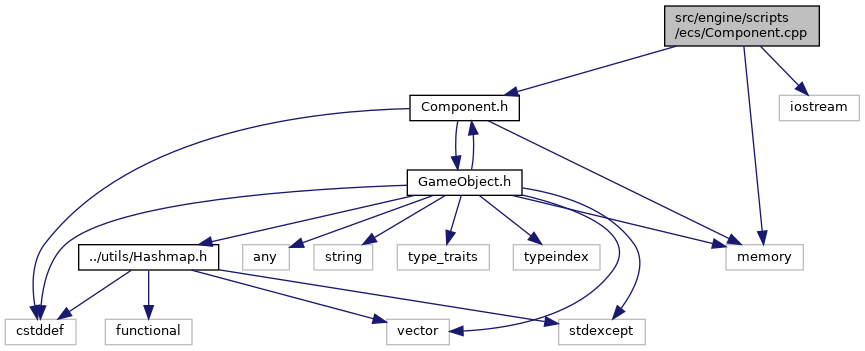 src/engine/scripts
/ecs/Component.cpp
Component.h
iostream
GameObject.h
../utils/Hashmap.h
any
string
type_traits
typeindex
memory
cstddef
functional
vector
stdexcept